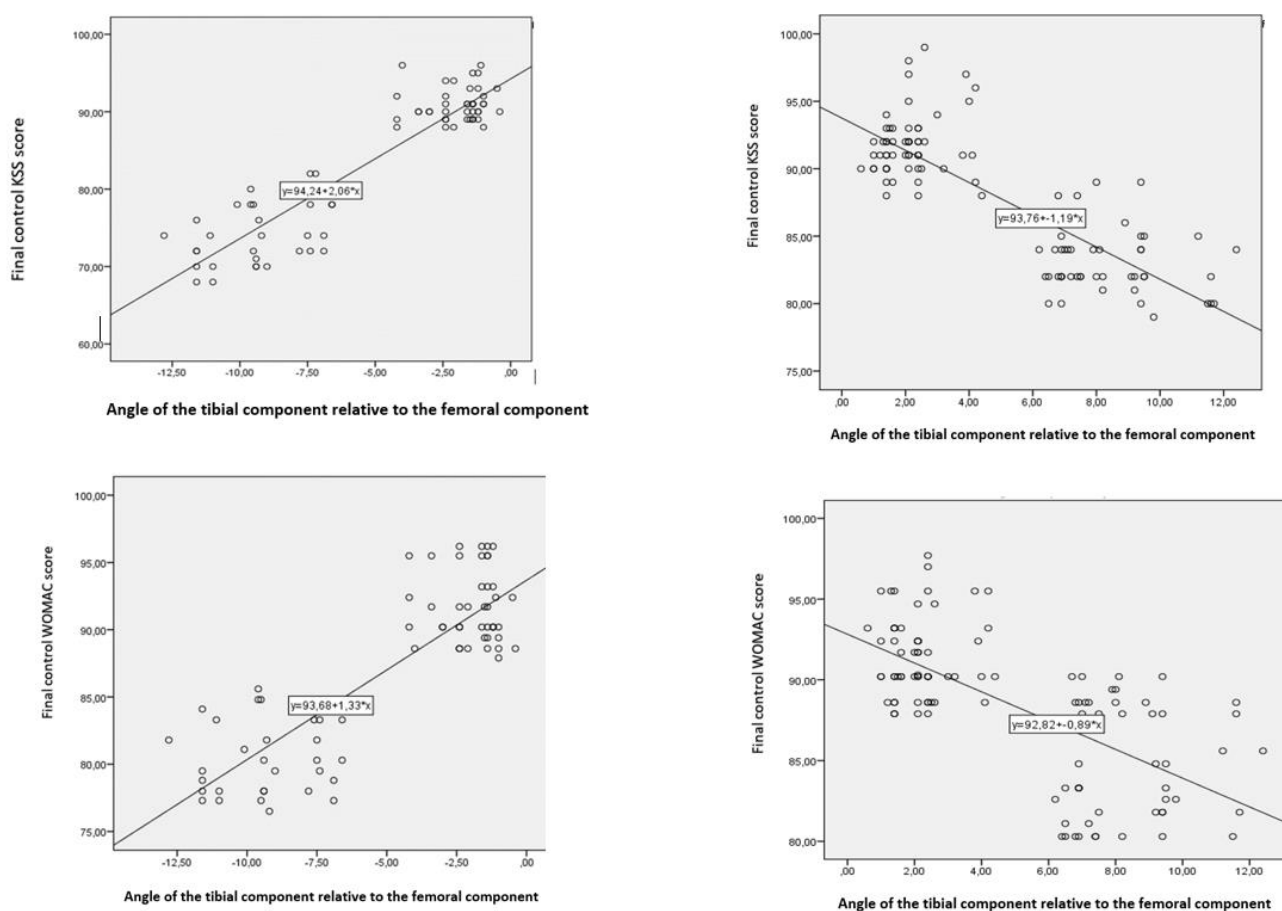 Final control KSS score
100,00
90,00
80,00
70,00
60,00
y=94,24+2,06*x
-12,50 -10,00 -7,50 -5,00 -2,50 ,00
Angle of the tibial component relative to the femoral component
Final control KSS score
100,00
95,00
90,00
85,00
80,00
75,00
y=93,76+-1,19*x
,00 2,00 4,00 6,00 8,00 10,00 12,00
Angle of the tibial component relative to the femoral component
Final control WOMAC score
100,00
95,00
90,00
85,00
80,00
75,00
y=93,68+1,33*x
-12,50 -10,00 -7,50 -5,00 -2,50 ,00
Angle of the tibial component relative to the femoral component
Final control WOMAC score
100,00
95,00
90,00
85,00
80,00
y=92,82+-0,89*x
,00 2,00 4,00 6,00 8,00 10,00 12,00
Angle of the tibial component relative to the femoral component